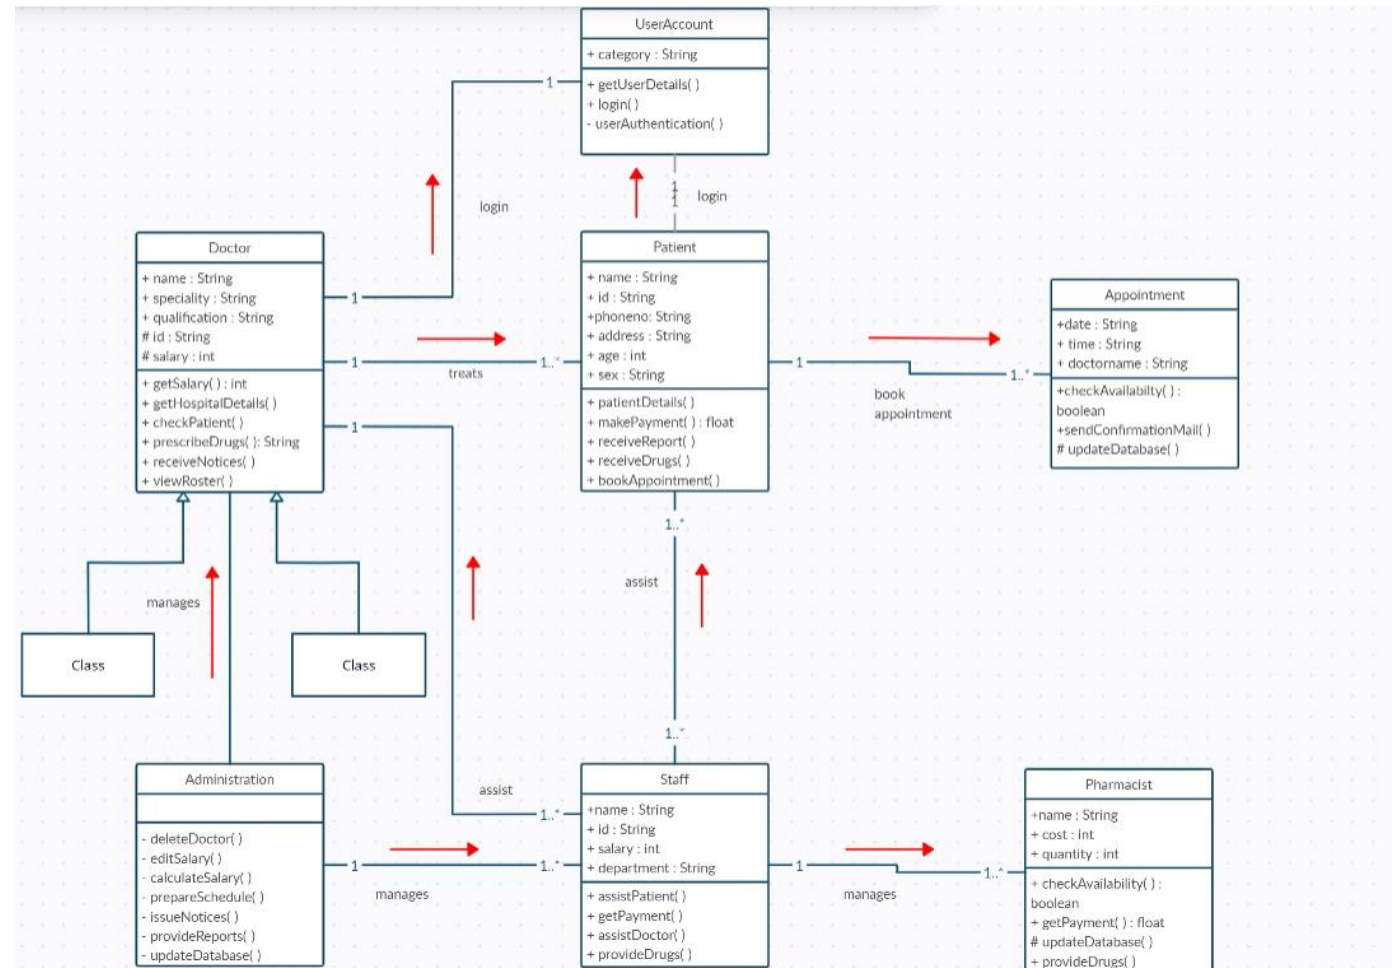 UserAccount
+ category : String
+ getUserDetails( )
+ login( )
- userAuthentication( )
1
login
1
1
login
Doctor
+ name : String
+ speciality : String
+ qualification : String
# id : String
# salary : int
+ getSalary( ) : int
+ getHospitalDetails( )
+ checkPatient( )
+ prescribeDrugs( ): String
+ receiveNotices( )
+ viewRoster( )
1
1
treats
1..*
1
Patient
+ name : String
+ id : String
+phoneno: String
+ address : String
+ age : int
+ sex : String
+ patientDetails( )
+ makePayment( ) : float
+ receiveReport( )
+ receiveDrugs( )
+ bookAppointment( )
1
book
appointment
1..*
Appointment
+date : String
+ time : String
+ doctorname : String
+checkAvailabilty( ) :
boolean
+sendConfirmationMail( )
# updateDatabase( )
manages
Class
Class
1..*
assist
1..*
Administration
- deleteDoctor( )
- editSalary( )
- calculateSalary( )
- prepareSchedule( )
- issueNotices( )
- provideReports( )
- updateDatabase( )
assist
1..*
1
manages
1..*
Staff
+name : String
+ id : String
+ salary : int
+ department : String
+ assistPatient( )
+ getPayment( )
+ assistDoctor( )
+ provideDrugs( )
1
manages
1..*
Pharmacist
+name : String
+ cost : int
+ quantity : int
+ checkAvailability( ) :
boolean
+ getPayment( ) : float
# updateDatabase( )
+ provideDrugs( )